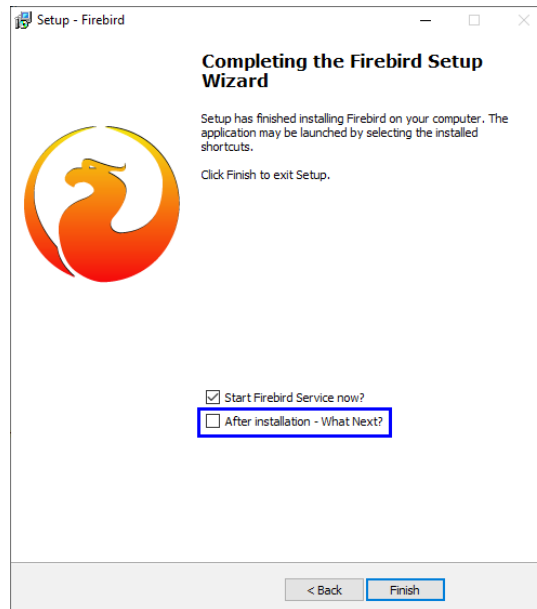 Setup - Firebird
Completing the Firebird Setup
Wizard
Setup has finished installing Firebird on your computer. The
application may be launched by selecting the installed
shortcuts.
Click Finish to exit Setup.
Start Firebird Service now?
After installation - What Next?
< Back
Finish